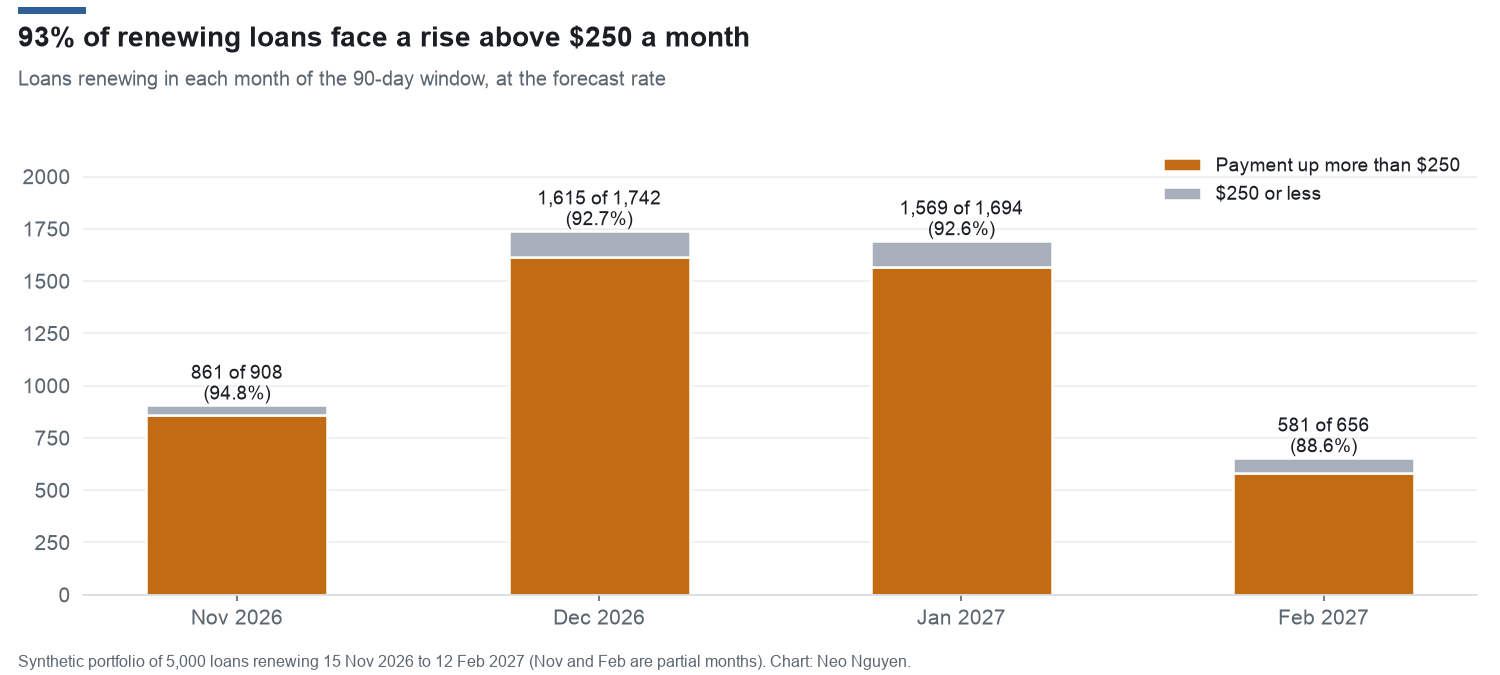 93% of renewing loans face a rise above $250 a month
Loans renewing in each month of the 90-day window, at the forecast rate
Payment up more than $250
$250 or less
2000
1750
1500
1250
1000
750
500
250
0
861 of 908
(94.8%)
1,615 of 1,742
(92.7%)
1,569 of 1,694
(92.6%)
581 of 656
(88.6%)
Nov 2026
Dec 2026
Jan 2027
Feb 2027
Synthetic portfolio of 5,000 loans renewing 15 Nov 2026 to 12 Feb 2027 (Nov and Feb are partial months). Chart: Neo Nguyen.